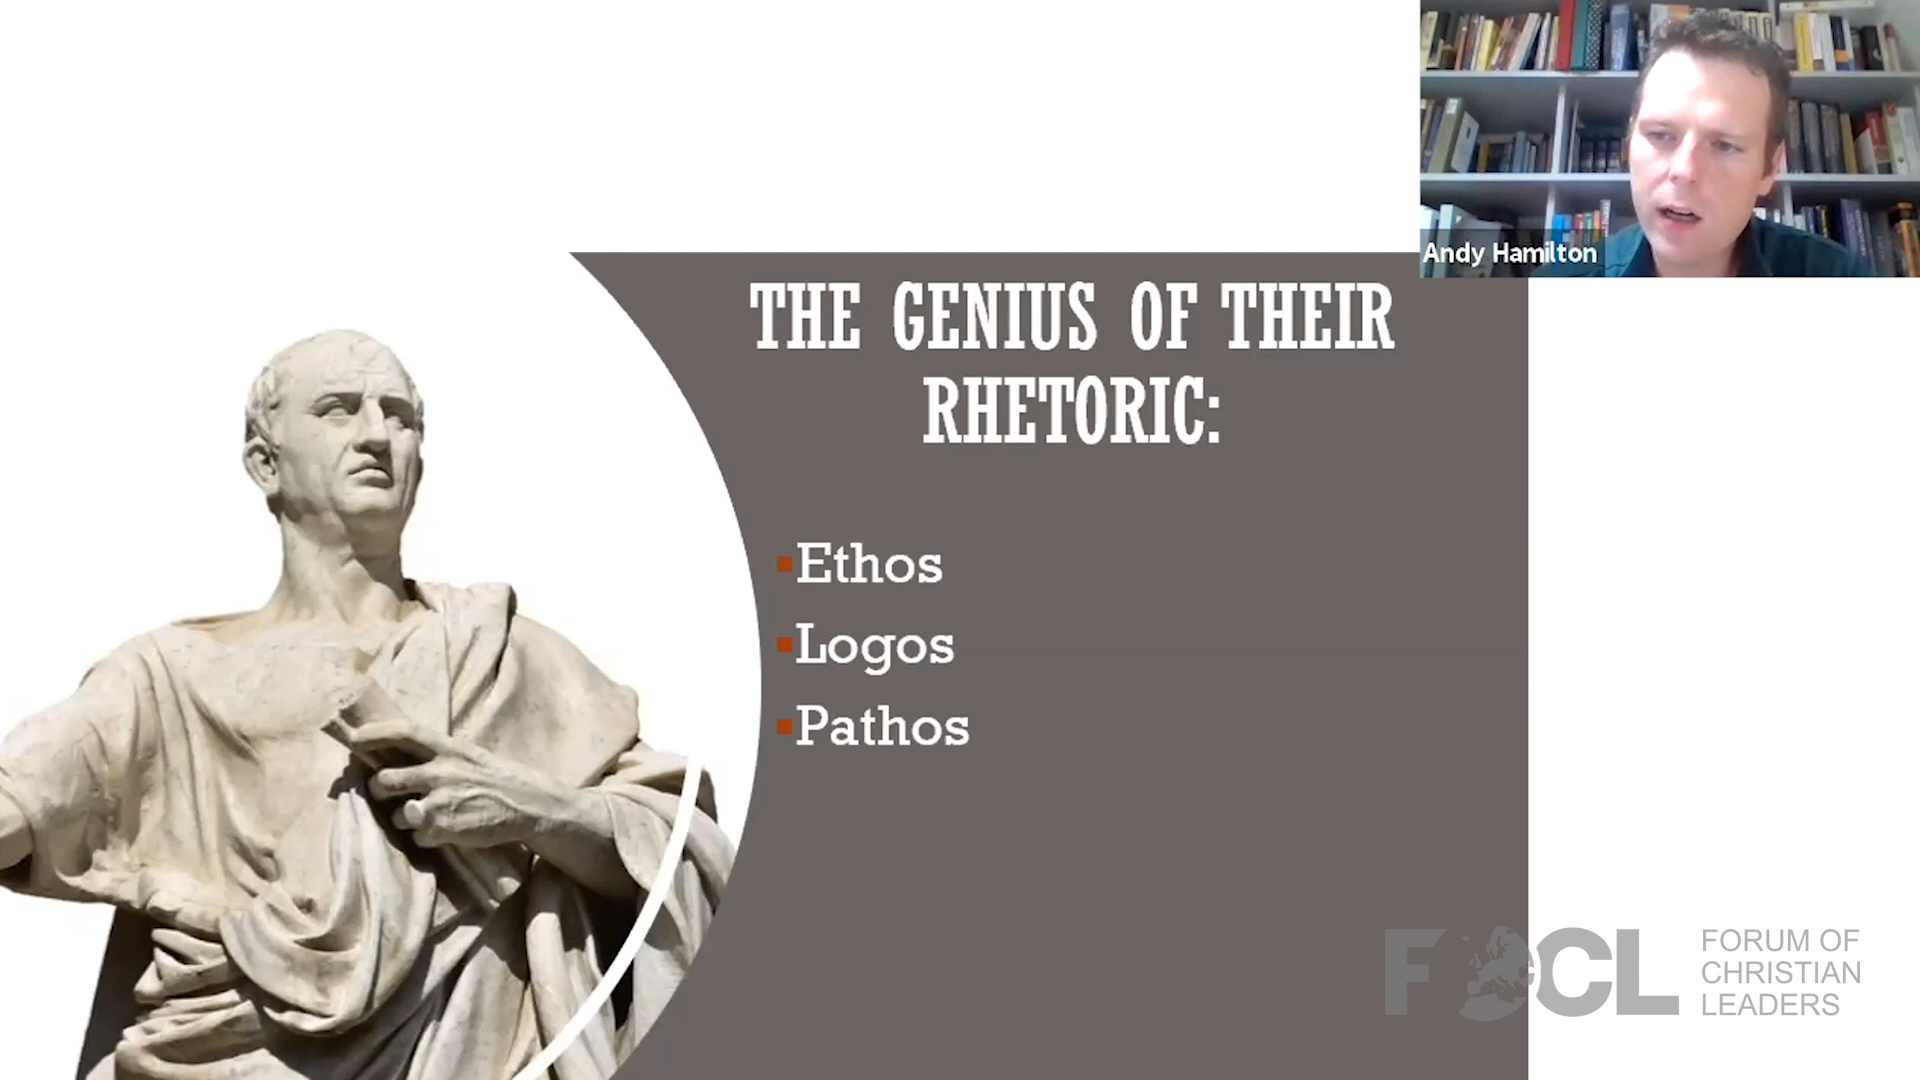 Andy Hamilton
THE GENIUS OF THEIR
RHETORIC:
Ethos
Logos
Pathos
FOCL
FORUM OF
CHRISTIAN
LEADERS